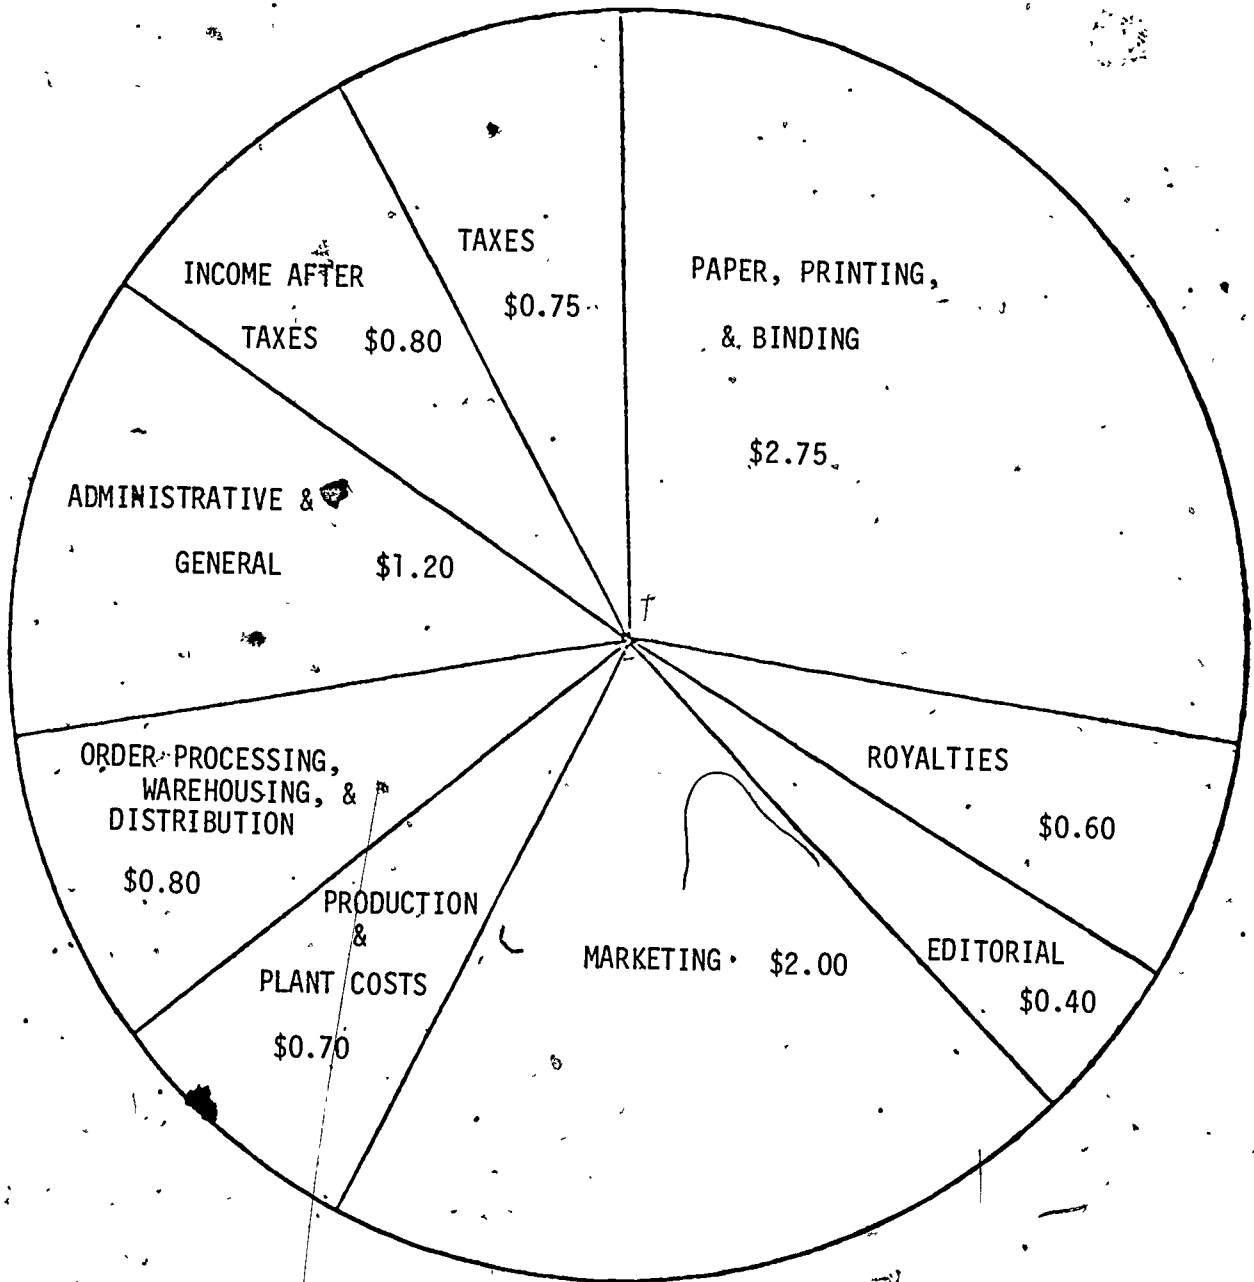 TAXES
$0.75
PAPER, PRINTING,
& BINDING
$2.75
INCOME AFTER
TAXES $0.80
ADMINISTRATIVE &
GENERAL $1.20
ORDER PROCESSING,
WAREHOUSING, &
DISTRIBUTION
$0.80
PRODUCTION
&
PLANT COSTS
$0.70
MARKETING $2.00
ROYALTIES
$0.60
EDITORIAL
$0.40